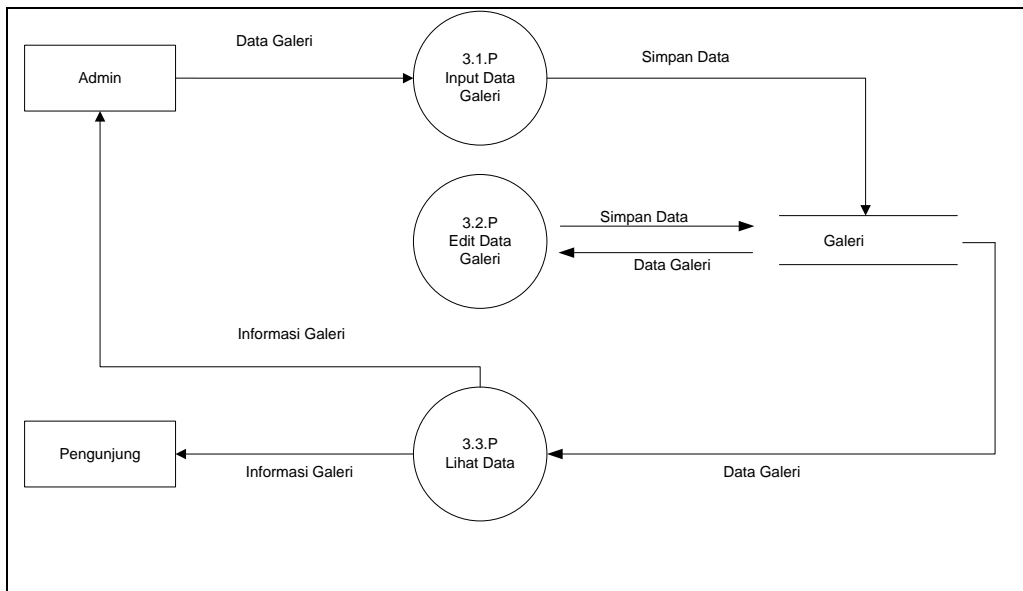 Data Galeri
Admin
3.1.P
Input Data
Galeri
Simpan Data
3.2.P
Edit Data
Galeri
Simpan Data
Data Galeri
Galeri
Informasi Galeri
Pengunjung
Informasi Galeri
3.3.P
Lihat Data
Data Galeri